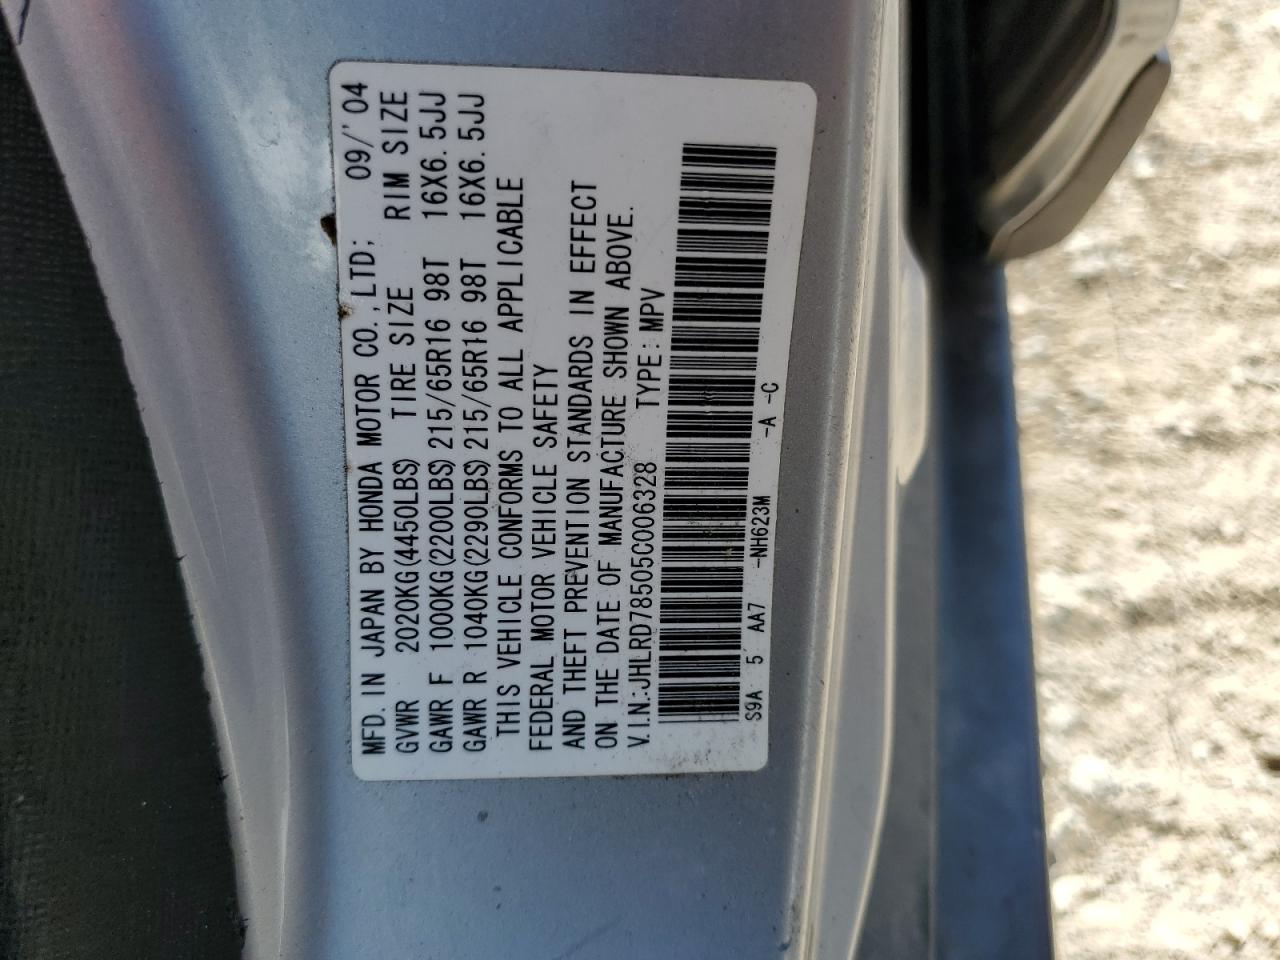 MFD. IN JAPAN BY HONDA MOTOR CO., LTD; 09/'04
GVWR 2020KG(4450LBS) TIRE SIZE RIM SIZE
GAWR F 1000KG(2200LBS) 215/65R16 98T 16X6.5JJ
GAWR R 1040KG(2290LBS) 215/65R16 98T 16X6.5JJ
THIS VEHICLE CONFORMS TO ALL APPLICABLE
FEDERAL MOTOR VEHICLE SAFETY
AND THEFT PREVENTION STANDARDS IN EFFECT
ON THE DATE OF MANUFACTURE SHOWN ABOVE.
V.I.N.:JHLRD78505C006328 TYPE: MPV
S9A 5 AA7 -NH623M -A -C